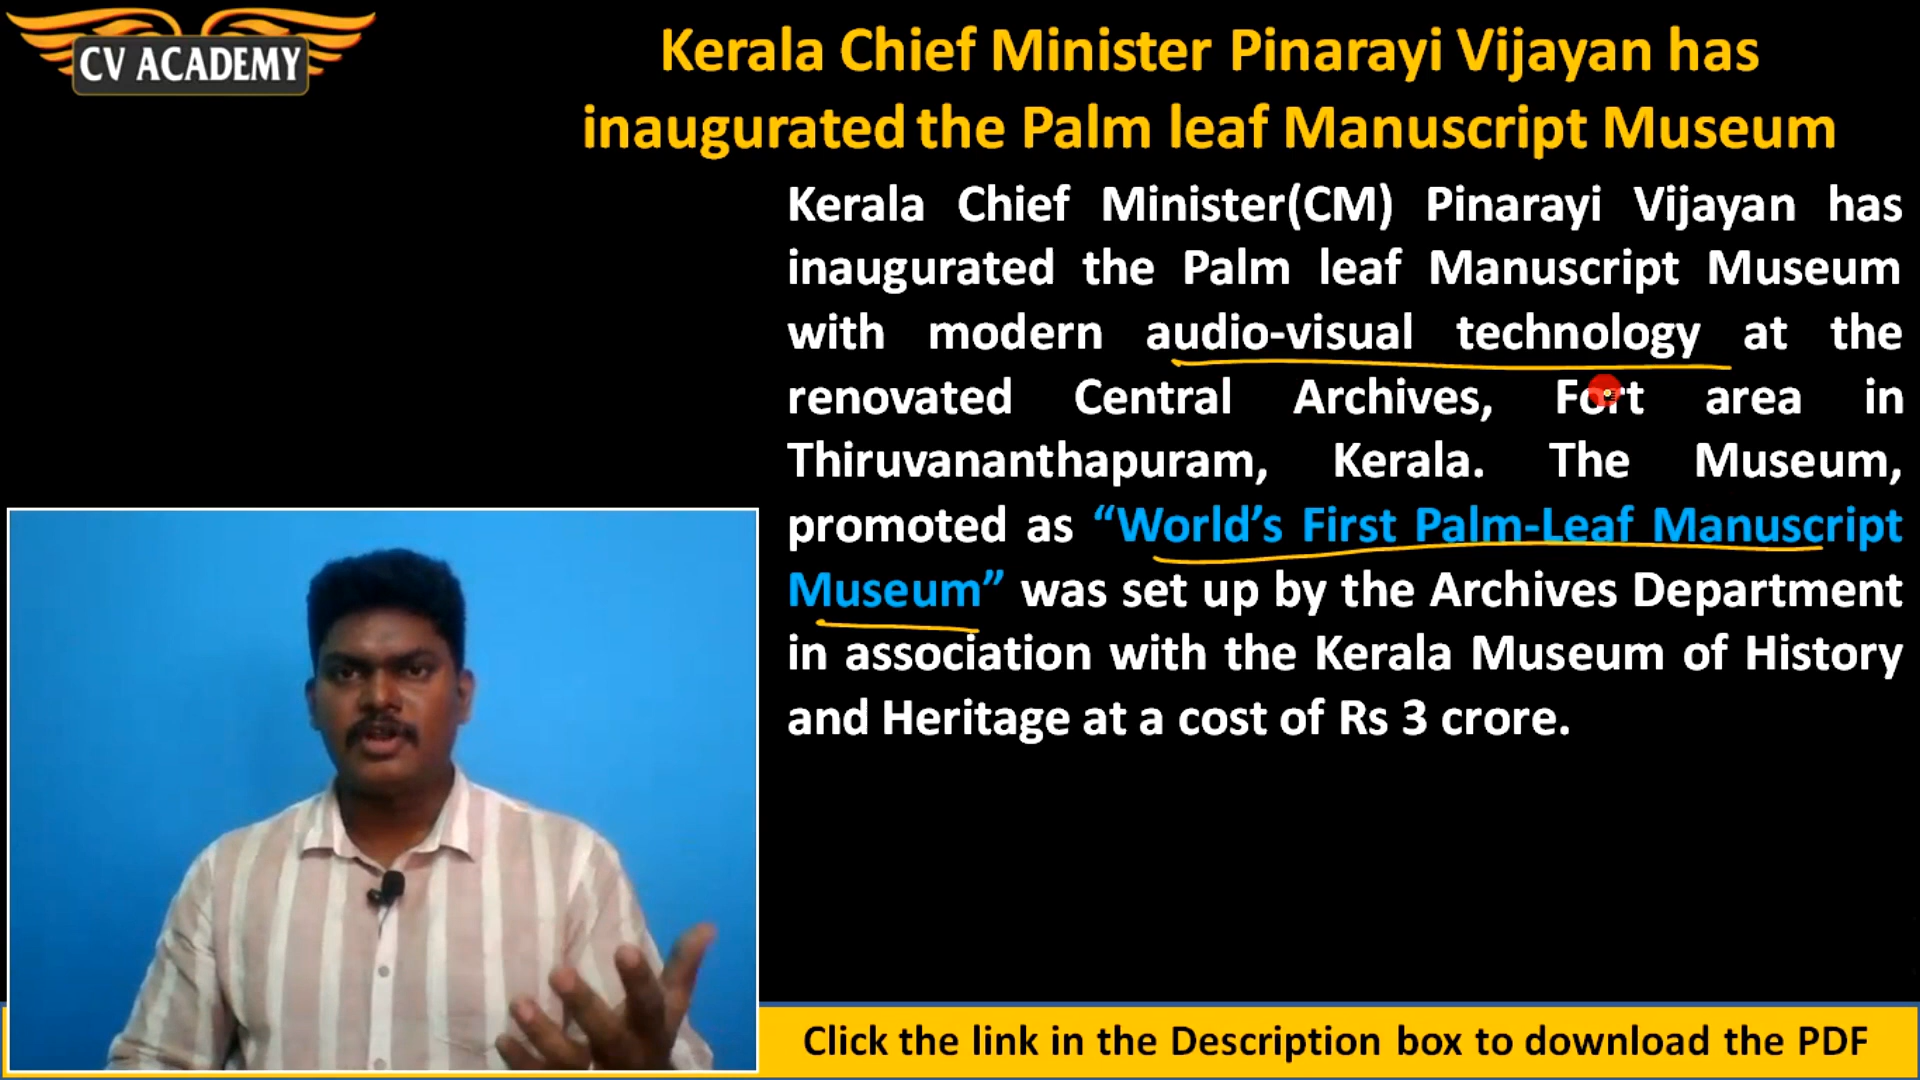 CV ACADEMY
Kerala Chief Minister Pinarayi Vijayan has
inaugurated the Palm leaf Manuscript Museum
Kerala Chief Minister(CM) Pinarayi Vijayan has
inaugurated the Palm leaf Manuscript Museum
with modern audio-visual technology at the
renovated Central Archives, Fort area in
Thiruvananthapuram, Kerala. The Museum,
promoted as “World’s First Palm-Leaf Manuscript
Museum” was set up by the Archives Department
in association with the Kerala Museum of History
and Heritage at a cost of Rs 3 crore.
Click the link in the Description box to download the PDF